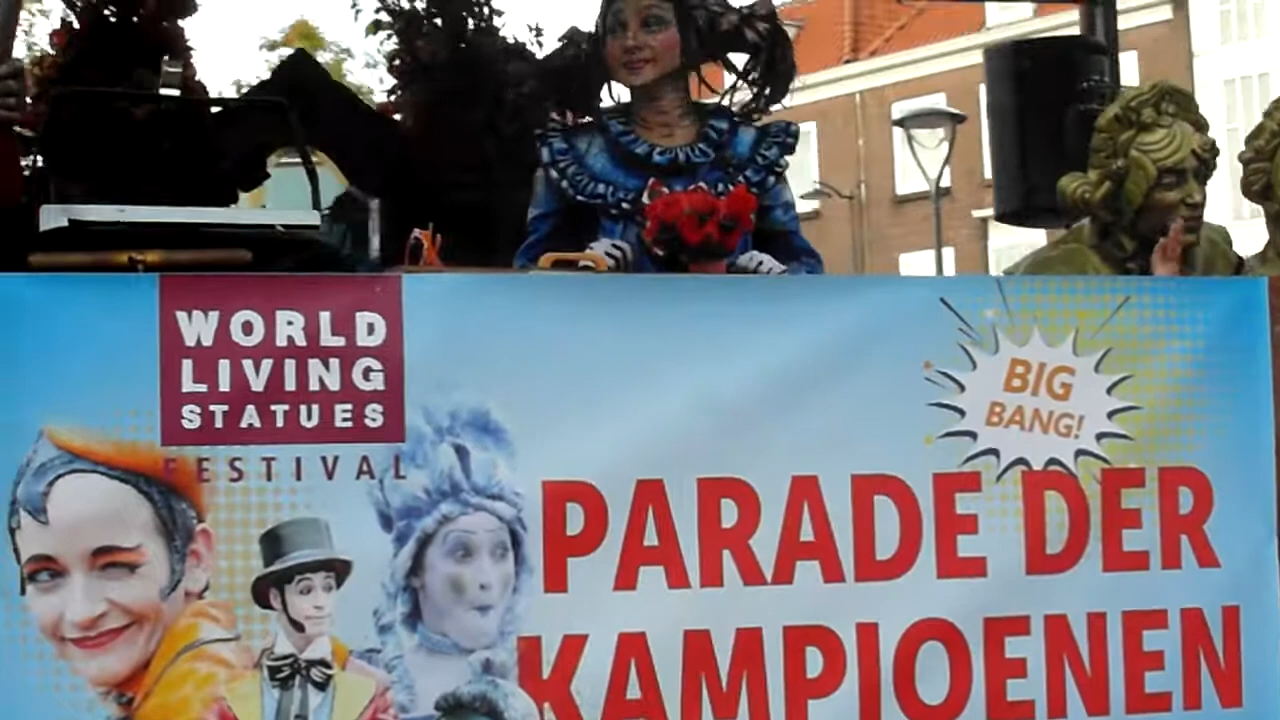 WORLD
LIVING
STATUES
FESTIVAL
BIG
BANG!
PARADE DER
KAMPIOENEN